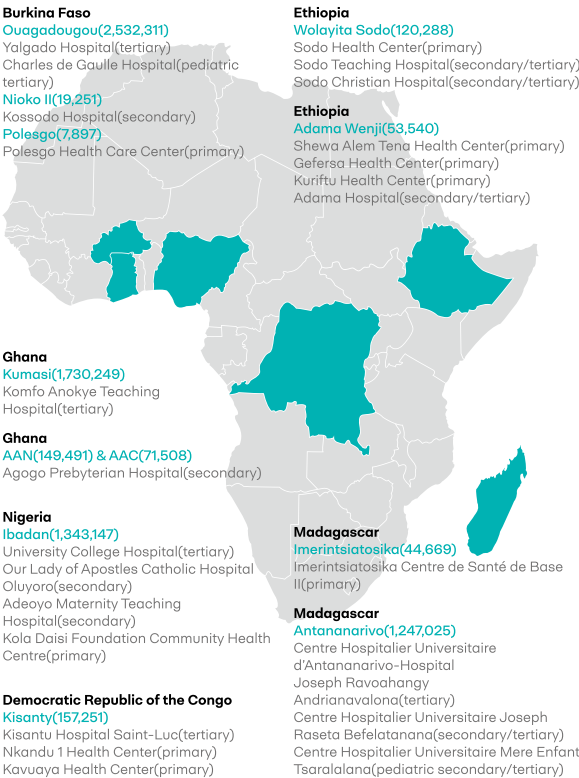 Burkina Faso
Ouagadougou(2,532,311)
Yalgado Hospital(tertiary)
Charles de Gaulle Hospital(pediatric
tertiary)
Nioko II(19,251)
Kossodo Hospital(secondary)
Polesgo(7,897)
Polesgo Health Care Center(primary)
Ethiopia
Wolayita Sodo(120,288)
Sodo Health Center(primary)
Sodo Teaching Hospital(secondary/tertiary)
Sodo Christian Hospital(secondary/tertiary)
Ethiopia
Adama Wenji(53,540)
Shewa Alem Tena Health Center(primary)
Gefersa Health Center(primary)
Kuriftu Health Center(primary)
Adama Hospital(secondary/tertiary)
Ghana
Kumasi(1,730,249)
Komfo Anokye Teaching
Hospital(tertiary)
Ghana
AAN(149,491) & AAC(71,508)
Agogo Prebyterian Hospital(secondary)
Nigeria
Ibadan(1,343,147)
University College Hospital(tertiary)
Our Lady of Apostles Catholic Hospital
Oluyoro(secondary)
Adeoyo Maternity Teaching
Hospital(secondary)
Kola Daisi Foundation Community Health
Centre(primary)
Democratic Republic of the Congo
Kisanty(157,251)
Kisantu Hospital Saint-Luc(tertiary)
Nkandu 1 Health Center(primary)
Kavuaya Health Center(primary)
Madagascar
Imerintsiatosika(44,669)
Imerintsiatosika Centre de Santé de Base
II(primary)
Madagascar
Antananarivo(1,247,025)
Centre Hospitalier Universitaire
d'Antananarivo-Hospital
Joseph Ravoahangy
Andrianavalona(tertiary)
Centre Hospitalier Universitaire Joseph
Raseta Befelatanana(secondary/tertiary)
Centre Hospitalier Universitaire Mere Enfant
Tsaralalana(pediatric secondary/tertiary)